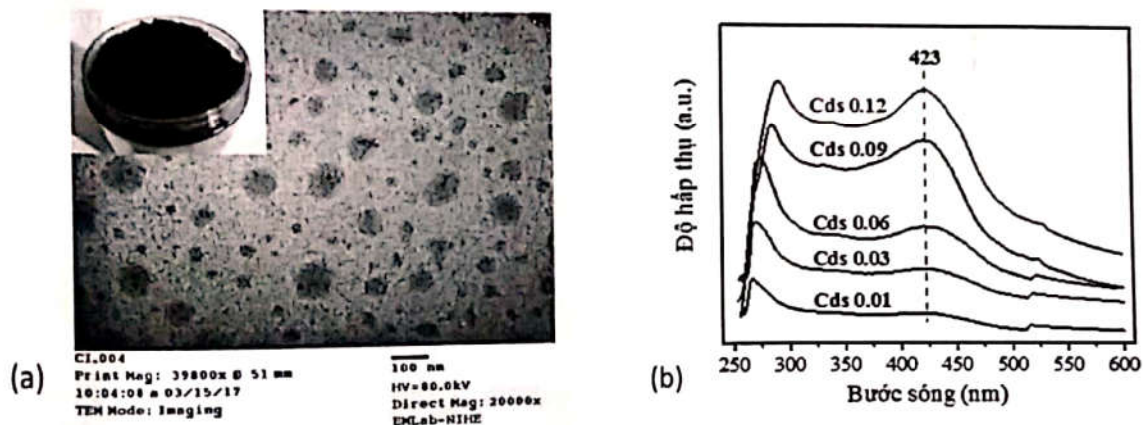 (a)
CI.004
Print Mag: 39800x @ 51 mm
10:04:08 a 03/15/17
TEM Mode: Imaging
100 nm
HV=80.0kV
Direct Mag: 20000x
EMLab-NIHE
(b)
423
Cds 0.12
Cds 0.09
Cds 0.06
Cds 0.03
Cds 0.01
Độ hấp thụ (a.u.)
250 300 350 400 450 500 550 600
Bước sóng (nm)